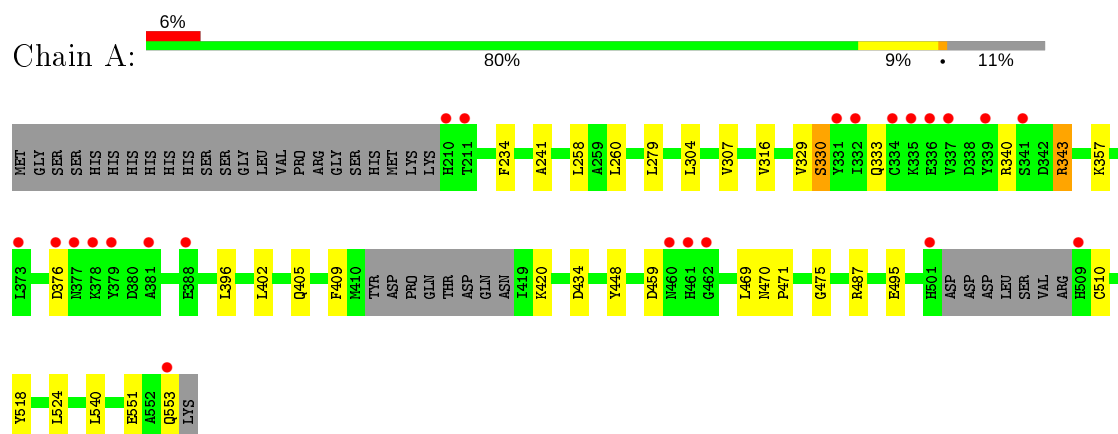 6%
Chain A:
80% 9% • 11%
MET GLY SER SER HIS HIS HIS HIS HIS HIS SER SER GLY LEU VAL PRO ARG GLY SER HIS MET LYS LYS H210 T211 F234 A241 L258 A259 L260 L279 L304 V307 V316 V329 S330 Y331 I332 Q333 C334 K335 E336 V337 D338 Y339 R340 S341 D342 R343 K357
L373 D376 N377 K378 Y379 D380 A381 E388 L396 L402 Q405 F409 M410 TYR ASP PRO GLN THR ASP GLN ASN I419 K420 D434 Y448 D459 N460 H461 G462 L469 N470 P471 G475 R487 E495 H501 ASP ASP ASP LEU SER VAL ARG H509 C510
Y518 L524 L540 E551 A552 Q553 LYS